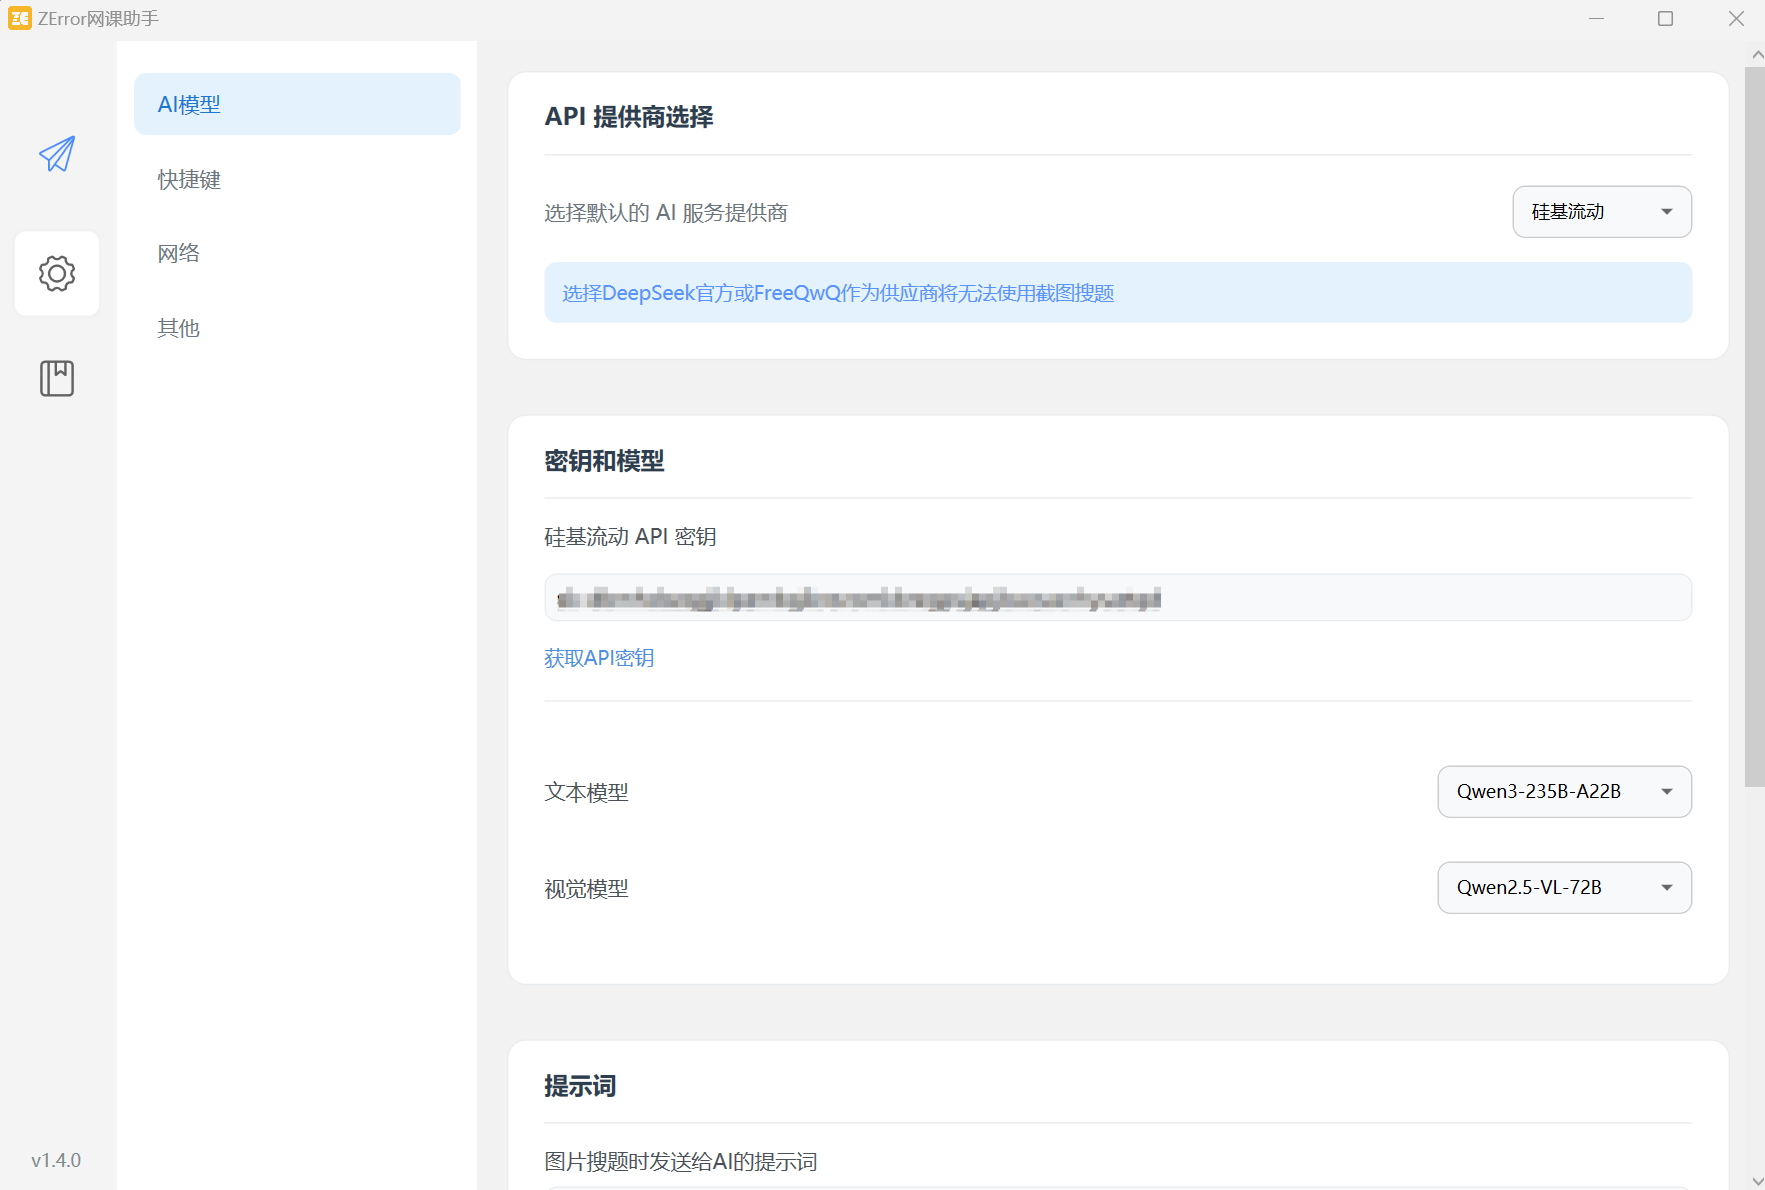 ZError网课助手
AI模型
快捷键
网络
其他
v1.4.0
API 提供商选择
选择默认的 AI 服务提供商
硅基流动
选择DeepSeek官方或FreeQwQ作为供应商将无法使用截图搜题
密钥和模型
硅基流动 API 密钥
获取API密钥
文本模型
Qwen3-235B-A22B
视觉模型
Qwen2.5-VL-72B
提示词
图片搜题时发送给AI的提示词